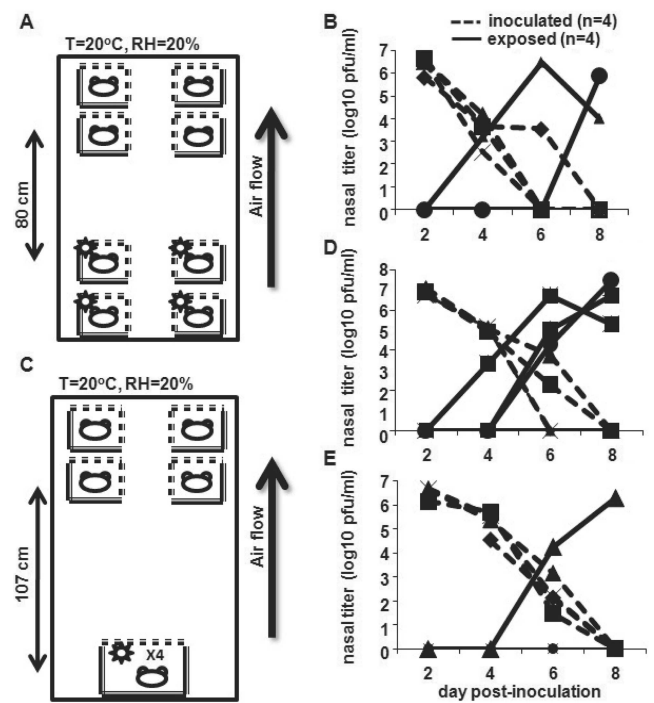 A
T=20°C, RH=20%
80 cm
Air flow
B
inoculated (n=4)
exposed (n=4)
nasal titer (log10 pfu/ml)
7
6
5
4
3
2
1
0
2 4 6 8
C
T=20°C, RH=20%
107 cm
Air flow
X4
D
nasal titer (log10 pfu/ml)
8
7
6
5
4
3
2
1
0
2 4 6 8
E
nasal titer (log10 pfu/ml)
7
6
5
4
3
2
1
0
2 4 6 8
day post-inoculation